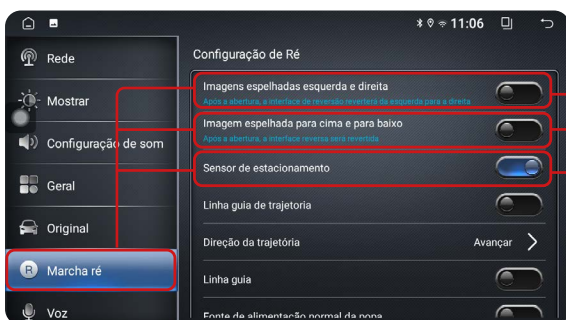 11:06
Rede
Mostrar
Configuração de som
Geral
Original
R Marcha ré
Voz
Configuração de Ré
Imagens espelhadas esquerda e direita
Após a abertura, a interface de reversão reverterá da esquerda para a direita
Imagem espelhada para cima e para baixo
Após a abertura, a interface reversa será revertida
Sensor de estacionamento
Linha guia de trajetoria
Direção da trajetória Avançar
Linha guia
Fonte de alimentação normal da popa